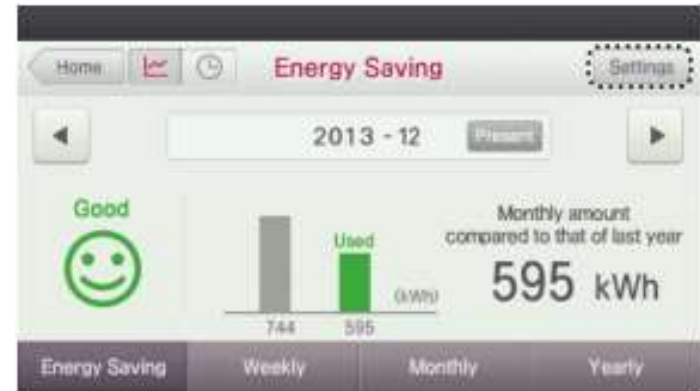 Home
Energy Saving
Settings
2013 - 12
Present
Good
Used
(kWh)
744
595
Monthly amount
compared to that of last year
595 kWh
Energy Saving
Weekly
Monthly
Yearly